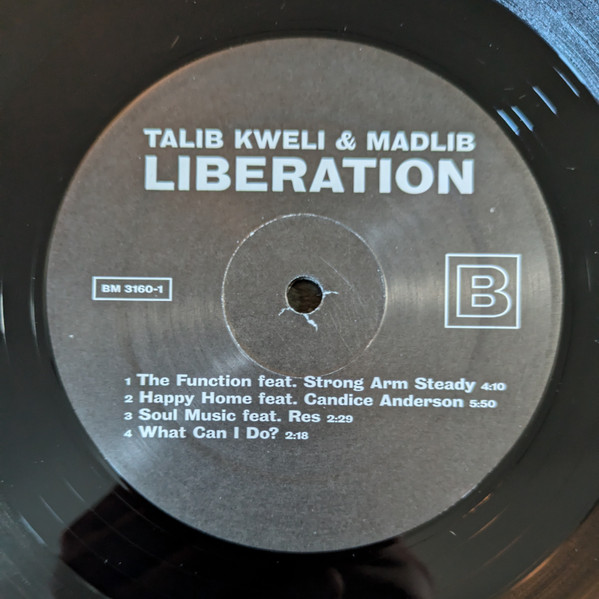 TALIB KWELI & MADLIB
LIBERATION
BM 3160-1
B
1 The Function feat. Strong Arm Steady 4:10
2 Happy Home feat. Candice Anderson 5:50
3 Soul Music feat. Res 2:29
4 What Can I Do? 2:18